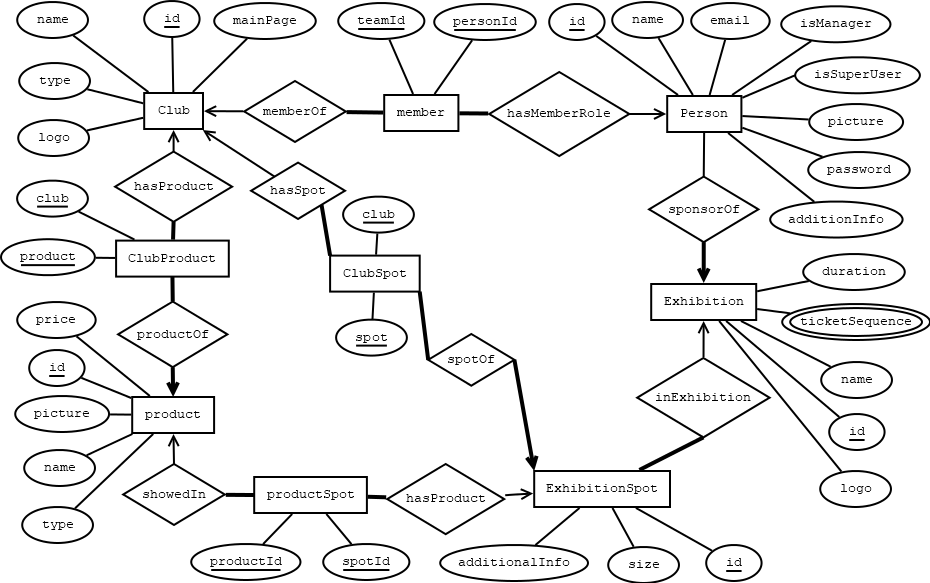 name
id
mainPage
teamId
personId
id
name
email
isManager
type
isSuperUser
Club
memberOf
member
hasMemberRole
Person
picture
logo
password
hasProduct
hasSpot
club
club
sponsorOf
additionInfo
product
ClubProduct
ClubSpot
duration
Exhibition
ticketSequence
price
productOf
spot
spotOf
id
name
inExhibition
picture
product
id
name
showedIn
productSpot
hasProduct
ExhibitionSpot
logo
type
productId
spotId
additionalInfo
size
id